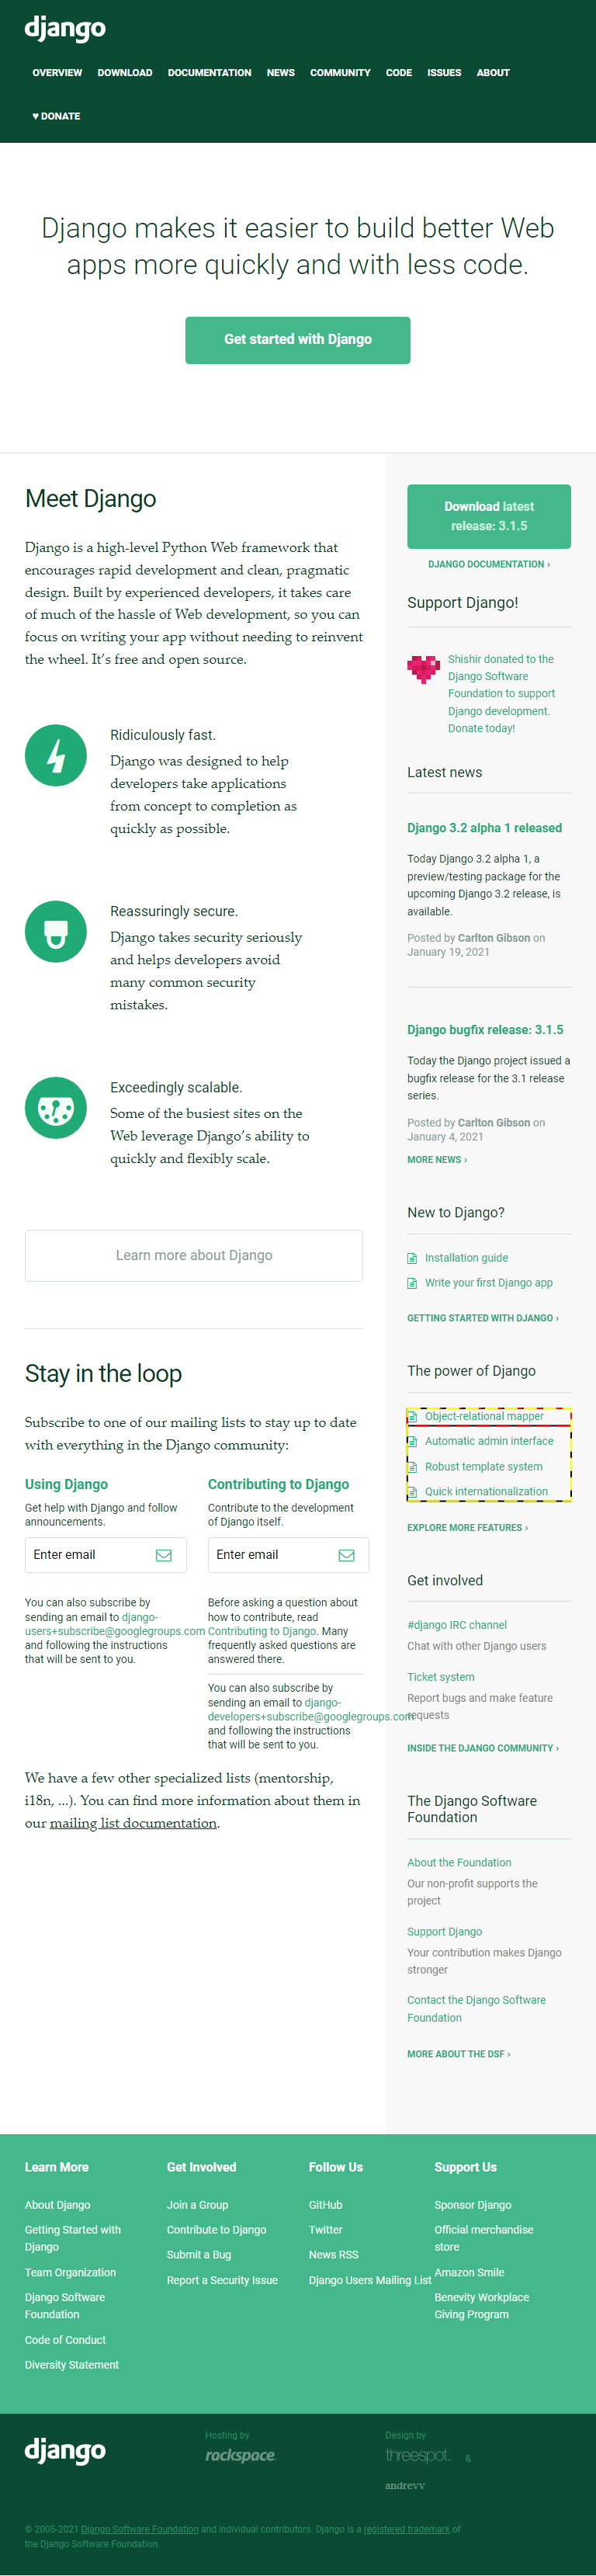 django
OVERVIEW DOWNLOAD DOCUMENTATION NEWS COMMUNITY CODE ISSUES ABOUT
♥ DONATE
Django makes it easier to build better Web
apps more quickly and with less code.
Get started with Django
Meet Django
Django is a high-level Python Web framework that
encourages rapid development and clean, pragmatic
design. Built by experienced developers, it takes care
of much of the hassle of Web development, so you can
focus on writing your app without needing to reinvent
the wheel. It’s free and open source.
Ridiculously fast.
Django was designed to help
developers take applications
from concept to completion as
quickly as possible.
Reassuringly secure.
Django takes security seriously
and helps developers avoid
many common security
mistakes.
Exceedingly scalable.
Some of the busiest sites on the
Web leverage Django’s ability to
quickly and flexibly scale.
Learn more about Django
Stay in the loop
Subscribe to one of our mailing lists to stay up to date
with everything in the Django community:
Using Django
Get help with Django and follow
announcements.
Enter email
You can also subscribe by
sending an email to django-
users+subscribe@googlegroups.com
and following the instructions
that will be sent to you.
Contributing to Django
Contribute to the development
of Django itself.
Enter email
Before asking a question about
how to contribute, read
Contributing to Django. Many
frequently asked questions are
answered there.
You can also subscribe by
sending an email to django-
developers+subscribe@googlegroups.com
and following the instructions
that will be sent to you.
We have a few other specialized lists (mentorship,
i18n, ...). You can find more information about them in
our mailing list documentation.
Download latest
release: 3.1.5
DJANGO DOCUMENTATION ›
Support Django!
Shishir donated to the
Django Software
Foundation to support
Django development.
Donate today!
Latest news
Django 3.2 alpha 1 released
Today Django 3.2 alpha 1, a
preview/testing package for the
upcoming Django 3.2 release, is
available.
Posted by Carlton Gibson on
January 19, 2021
Django bugfix release: 3.1.5
Today the Django project issued a
bugfix release for the 3.1 release
series.
Posted by Carlton Gibson on
January 4, 2021
MORE NEWS ›
New to Django?
Installation guide
Write your first Django app
GETTING STARTED WITH DJANGO ›
The power of Django
Object-relational mapper
Automatic admin interface
Robust template system
Quick internationalization
EXPLORE MORE FEATURES ›
Get involved
#django IRC channel
Chat with other Django users
Ticket system
Report bugs and make feature
requests
INSIDE THE DJANGO COMMUNITY ›
The Django Software
Foundation
About the Foundation
Our non-profit supports the
project
Support Django
Your contribution makes Django
stronger
Contact the Django Software
Foundation
MORE ABOUT THE DSF ›
Learn More
About Django
Getting Started with
Django
Team Organization
Django Software
Foundation
Code of Conduct
Diversity Statement
Get Involved
Join a Group
Contribute to Django
Submit a Bug
Report a Security Issue
Follow Us
GitHub
Twitter
News RSS
Django Users Mailing List
Support Us
Sponsor Django
Official merchandise
store
Amazon Smile
Benevity Workplace
Giving Program
django
Hosting by
rackspace.
Design by
threespot. &
andrevv
© 2005-2021 Django Software Foundation and individual contributors. Django is a registered trademark of
the Django Software Foundation.